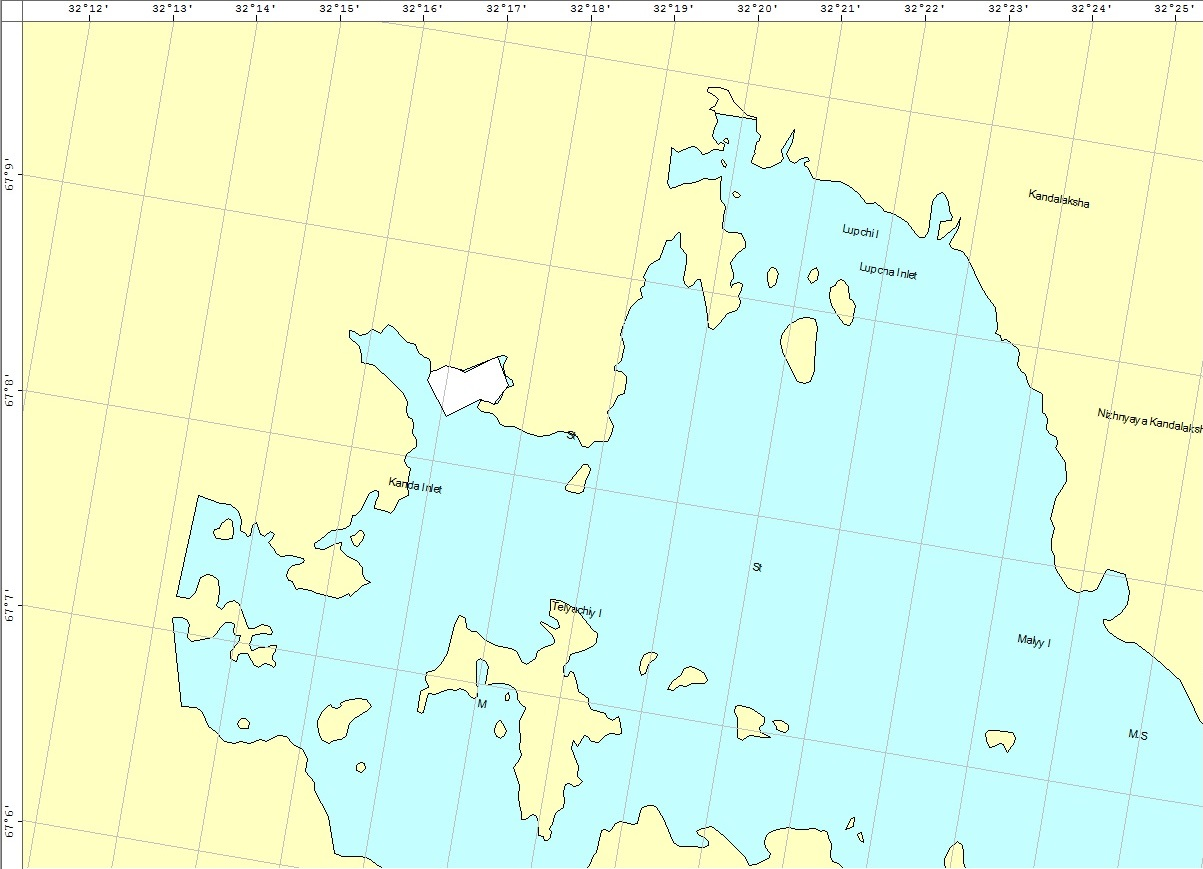 32°12' 32°13' 32°14' 32°15' 32°16' 32°17' 32°18' 32°19' 32°20' 32°21' 32°22' 32°23' 32°24' 32°25'
67°9'
Kandalaksha
Lupchi I
Lupcha Inlet
67°8'
Nizhnyaya Kandalaksh
St
Kanda Inlet
St
67°7'
Telyachiy I
Malyy I
M
M.S
67°6'